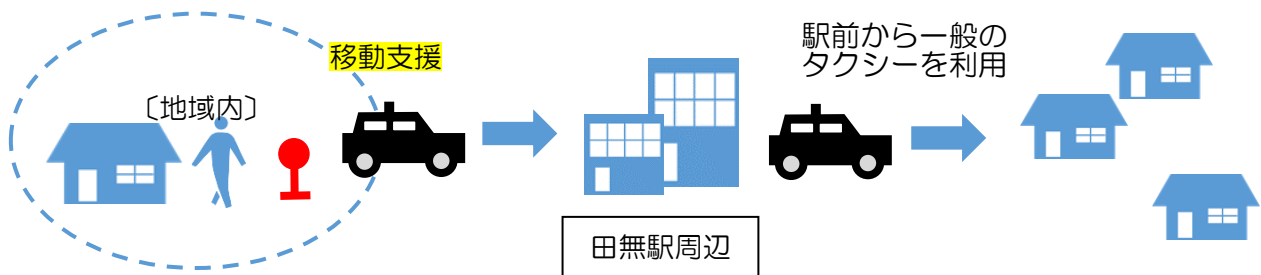 移動支援
〔地域内〕
駅前から一般の
タクシーを利用
田無駅周辺